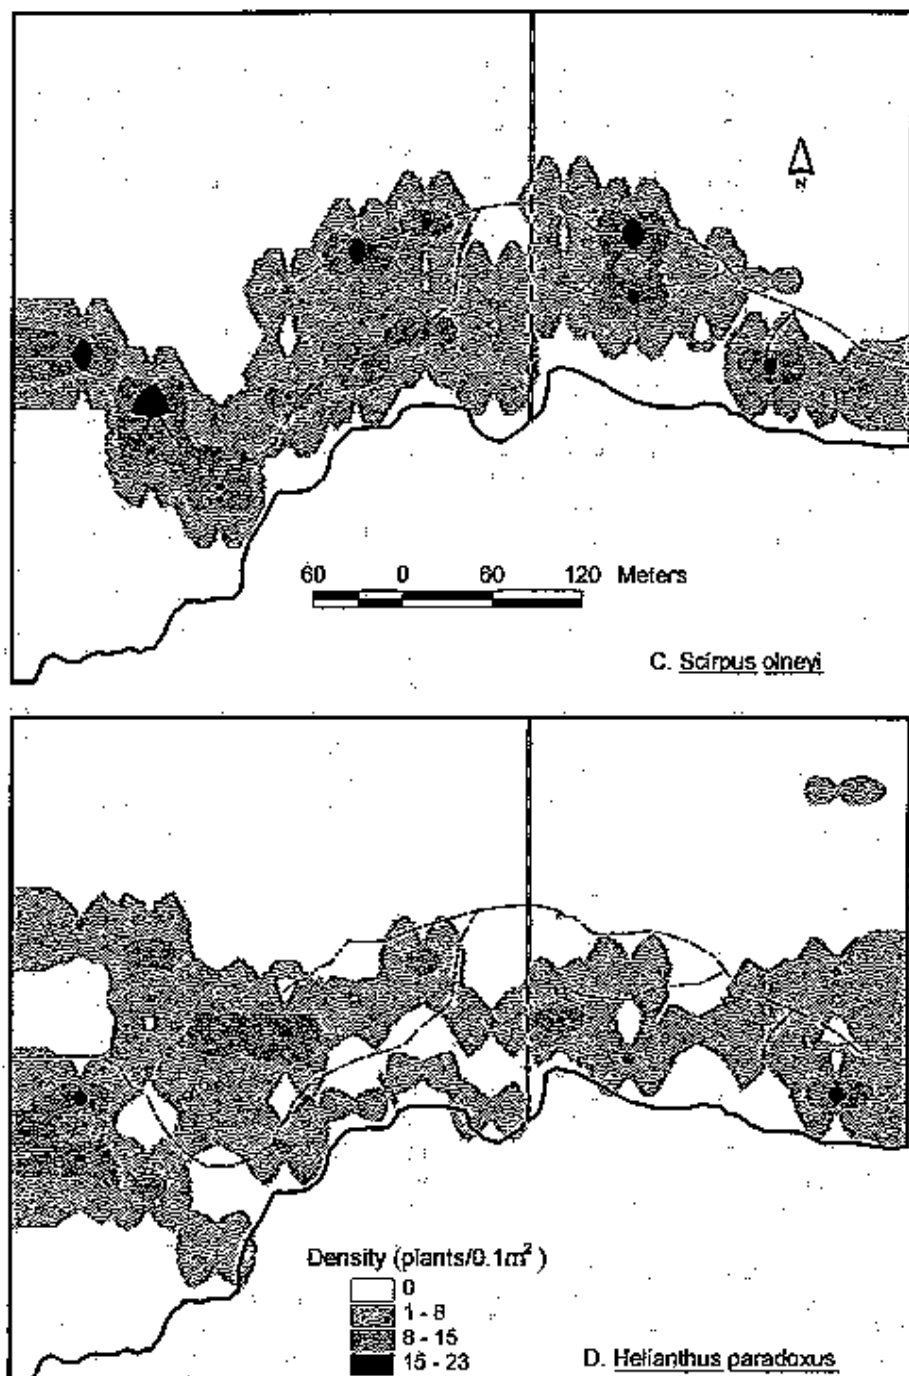 N
60 0 60 120 Meters
C. Scirpus olneyi
Density (plants/0.1m²)
0
1 - 8
8 - 15
15 - 23
D. Helianthus paradoxus